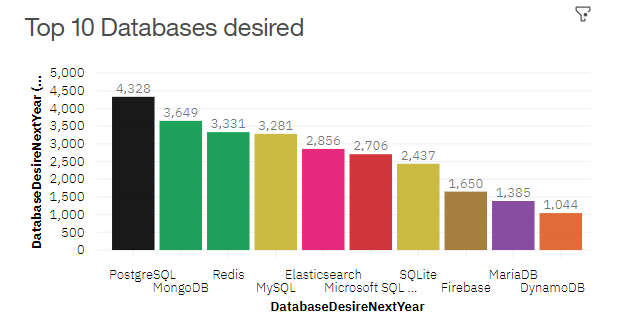 Top 10 Databases desired
DatabaseDesireNextYear (...
5,000
4,500
4,000
3,500
3,000
2,500
2,000
1,500
1,000
500
0
4,328
3,649
3,331
3,281
2,856
2,706
2,437
1,650
1,385
1,044
PostgreSQL
MongoDB
Redis
MySQL
Elasticsearch
Microsoft SQL ...
SQLite
Firebase
MariaDB
DynamoDB
DatabaseDesireNextYear